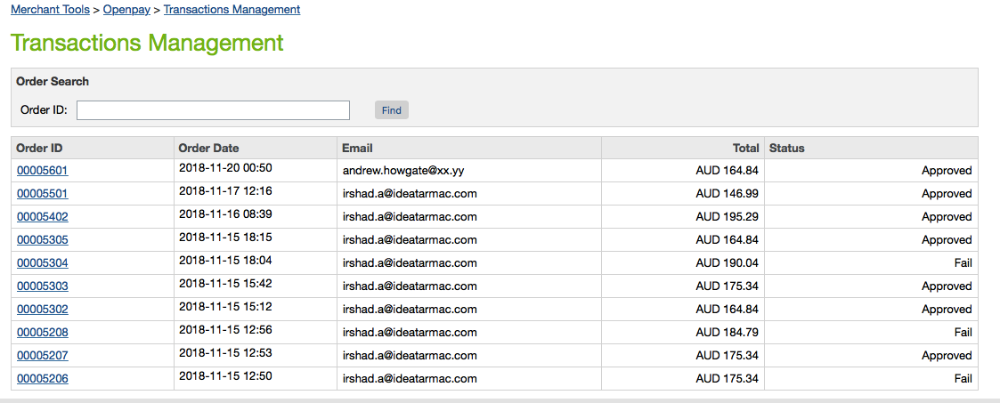 Merchant Tools > Openpay > Transactions Management
Transactions Management
Order Search
Order ID: Find
Order ID Order Date Email Total Status
00005601 2018-11-20 00:50 andrew.howgate@xx.yy AUD 164.84 Approved
00005501 2018-11-17 12:16 irshad.a@ideatarmac.com AUD 146.99 Approved
00005402 2018-11-16 08:39 irshad.a@ideatarmac.com AUD 195.29 Approved
00005305 2018-11-15 18:15 irshad.a@ideatarmac.com AUD 164.84 Approved
00005304 2018-11-15 18:04 irshad.a@ideatarmac.com AUD 190.04 Fail
00005303 2018-11-15 15:42 irshad.a@ideatarmac.com AUD 175.34 Approved
00005302 2018-11-15 15:12 irshad.a@ideatarmac.com AUD 164.84 Approved
00005208 2018-11-15 12:56 irshad.a@ideatarmac.com AUD 184.79 Fail
00005207 2018-11-15 12:53 irshad.a@ideatarmac.com AUD 175.34 Approved
00005206 2018-11-15 12:50 irshad.a@ideatarmac.com AUD 175.34 Fail